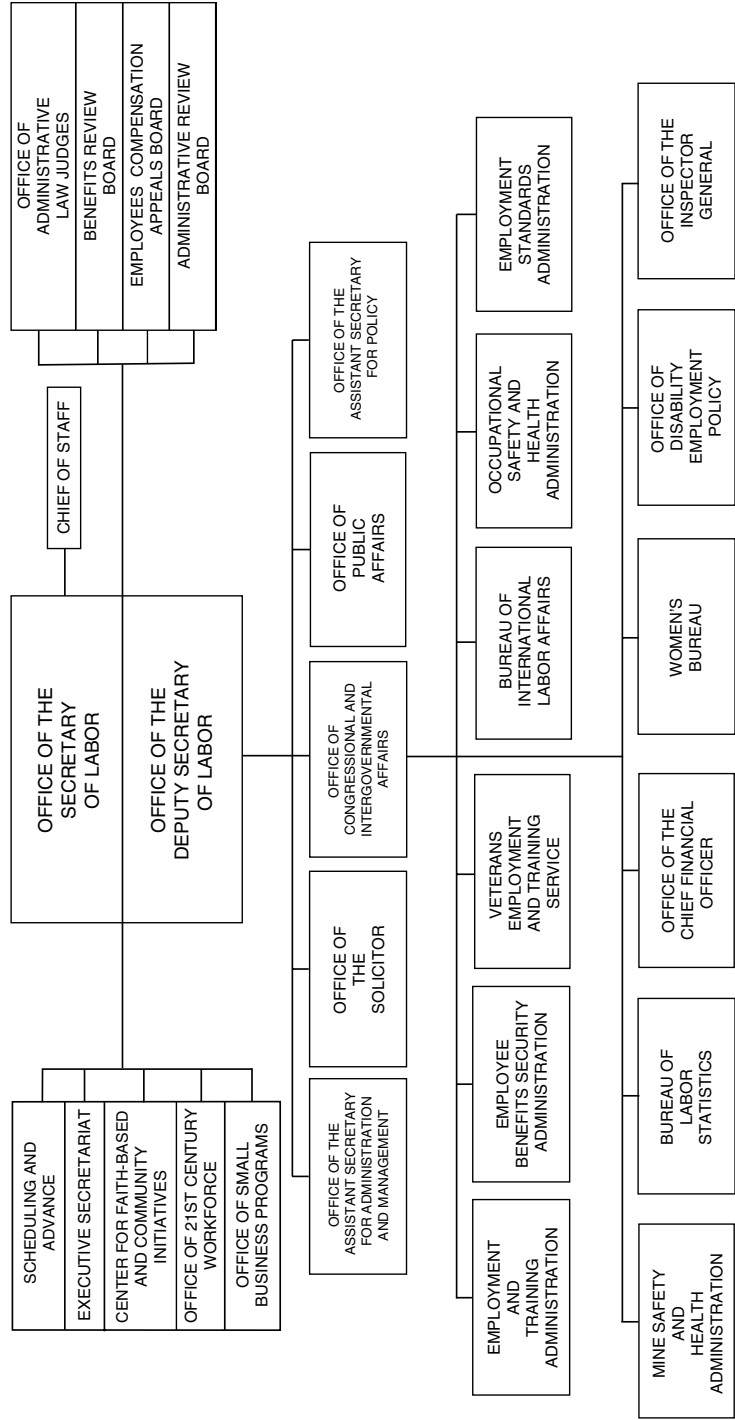 OFFICE OF THE
SECRETARY
OF LABOR
OFFICE OF THE
DEPUTY SECRETARY
OF LABOR
CHIEF OF STAFF
SCHEDULING AND
ADVANCE
EXECUTIVE SECRETARIAT
CENTER FOR FAITH-BASED
AND COMMUNITY
INITIATIVES
OFFICE OF 21ST CENTURY
WORKFORCE
OFFICE OF SMALL
BUSINESS PROGRAMS
OFFICE OF
ADMINISTRATIVE
LAW JUDGES
BENEFITS REVIEW
BOARD
EMPLOYEES COMPENSATION
APPEALS BOARD
ADMINISTRATIVE REVIEW
BOARD
OFFICE OF THE
ASSISTANT SECRETARY
FOR ADMINISTRATION
AND MANAGEMENT
OFFICE OF
THE
SOLICITOR
OFFICE OF
CONGRESSIONAL AND
INTERGOVERNMENTAL
AFFAIRS
OFFICE OF
PUBLIC
AFFAIRS
OFFICE OF THE
ASSISTANT SECRETARY
FOR POLICY
EMPLOYMENT
AND
TRAINING
ADMINISTRATION
EMPLOYEE
BENEFITS SECURITY
ADMINISTRATION
VETERANS
EMPLOYMENT
AND TRAINING
SERVICE
BUREAU OF
INTERNATIONAL
LABOR AFFAIRS
OCCUPATIONAL
SAFETY AND
HEALTH
ADMINISTRATION
EMPLOYMENT
STANDARDS
ADMINISTRATION
MINE SAFETY
AND
HEALTH
ADMINISTRATION
BUREAU OF
LABOR
STATISTICS
OFFICE OF THE
CHIEF FINANCIAL
OFFICER
WOMEN'S
BUREAU
OFFICE OF
DISABILITY
EMPLOYMENT
POLICY
OFFICE OF THE
INSPECTOR
GENERAL